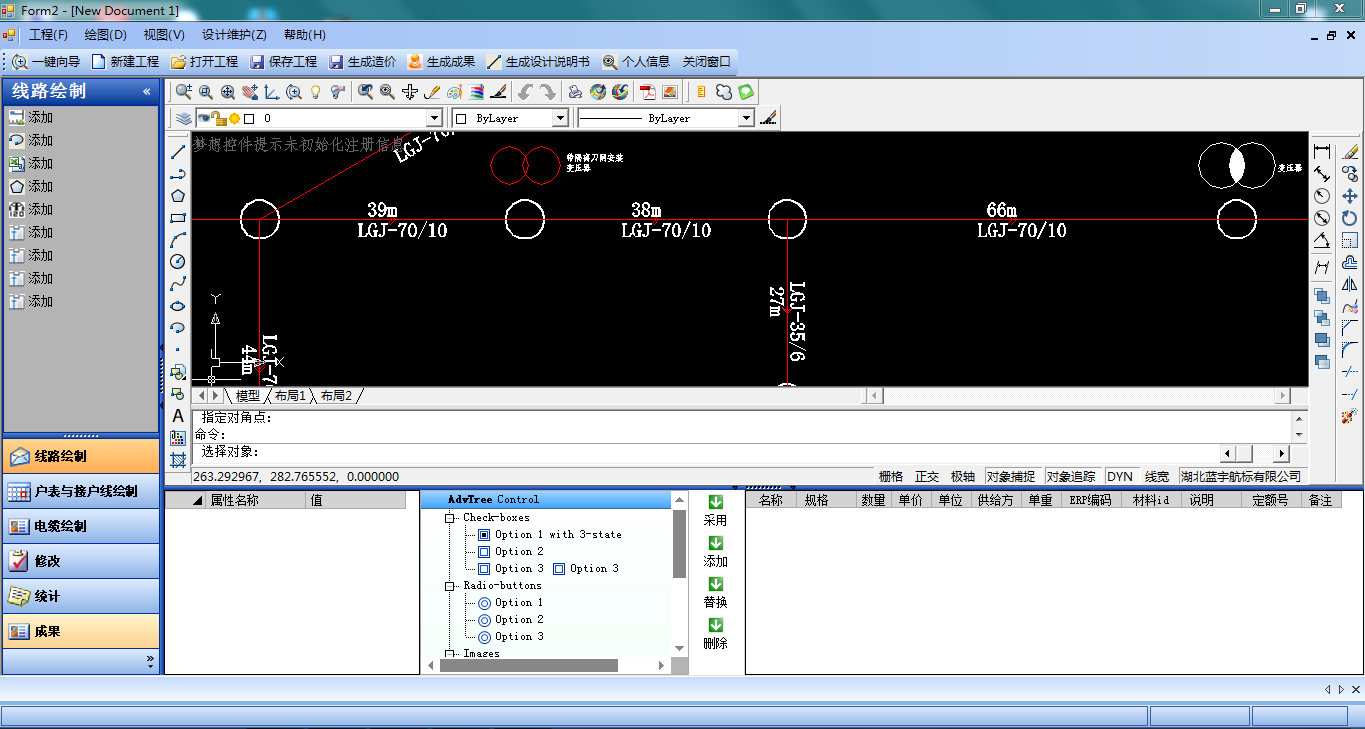 Form2 - [New Document 1]
工程(F) 绘图(D) 视图(V) 设计维护(Z) 帮助(H)
一键向导 新建工程 打开工程 保存工程 生成造价 生成成果 生成设计说明书 个人信息 关闭窗口
线路绘制 «
添加
添加
添加
添加
添加
添加
添加
添加
添加
线路绘制
户表与接户线绘制
电缆绘制
修改
统计
成果
0 ByLayer ByLayer
梦想控件提示未初始化注册信息
LGJ-70/
带隔离刀闸安装
变压器
变压器
39m
LGJ-70/10
38m
LGJ-70/10
66m
LGJ-70/10
LGJ-35/6
27m
LGJ-7
44m
Y
X
A
模型 布局1 布局2
指定对角点:
命令:
选择对象:
263.292967, 282.765552, 0.000000
栅格 正交 极轴 对象捕捉 对象追踪 DYN 线宽 湖北蓝宇航标有限公司
属性名称 值
AdvTree Control
Check-boxes
Option 1 with 3-state
Option 2
Option 3 Option 3
Radio-buttons
Option 1
Option 2
Option 3
Images
采用
添加
替换
删除
名称 规格 数量 单价 单位 供给方 单重 ERP编码 材料id 说明 定额号 备注